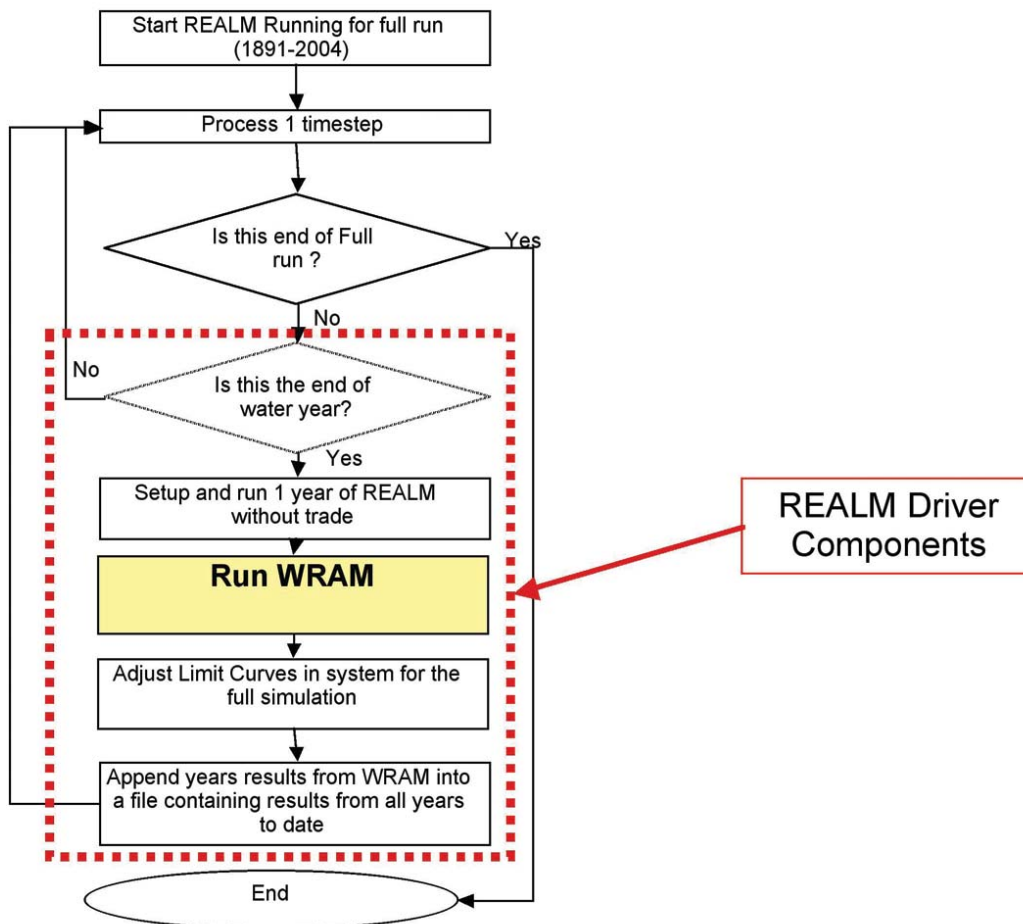 Start REALM Running for full run
(1891-2004)
Process 1 timestep
Is this end of Full
run ?
Yes
No
No
Is this the end of
water year?
Yes
Setup and run 1 year of REALM
without trade
Run WRAM
REALM Driver
Components
Adjust Limit Curves in system for the
full simulation
Append years results from WRAM into
a file containing results from all years
to date
End